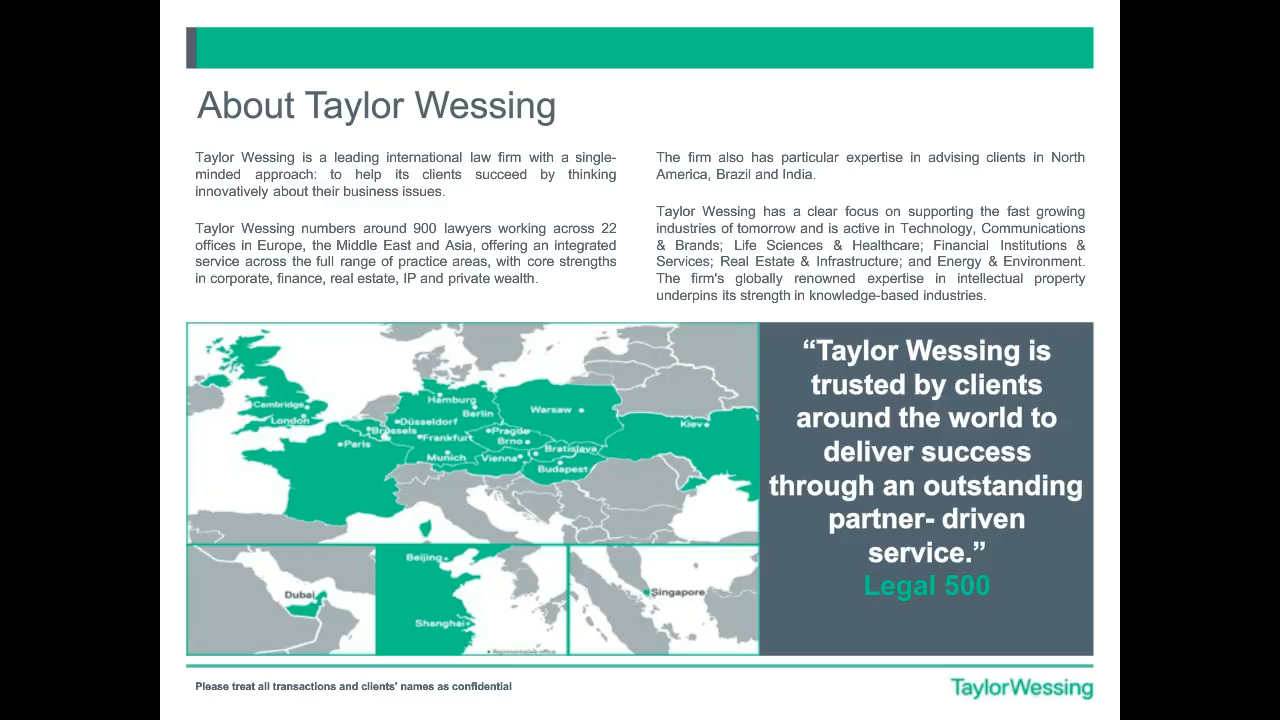 About Taylor Wessing
Taylor Wessing is a leading international law firm with a single-
minded approach: to help its clients succeed by thinking
innovatively about their business issues.
Taylor Wessing numbers around 900 lawyers working across 22
offices in Europe, the Middle East and Asia, offering an integrated
service across the full range of practice areas, with core strengths
in corporate, finance, real estate, IP and private wealth.
The firm also has particular expertise in advising clients in North
America, Brazil and India.
Taylor Wessing has a clear focus on supporting the fast growing
industries of tomorrow and is active in Technology, Communications
& Brands; Life Sciences & Healthcare; Financial Institutions &
Services; Real Estate & Infrastructure; and Energy & Environment.
The firm's globally renowned expertise in intellectual property
underpins its strength in knowledge-based industries.
Cambridge
London
Hamburg
Berlin
Warsaw
Düsseldorf
Brussels
Kiev
Paris
Frankfurt
Prague
Brno
Bratislava
Munich
Vienna
Budapest
Dubai
Beijing
Shanghai
Representative office
Singapore
“Taylor Wessing is
trusted by clients
around the world to
deliver success
through an outstanding
partner- driven
service.”
Legal 500
Please treat all transactions and clients' names as confidential
TaylorWessing